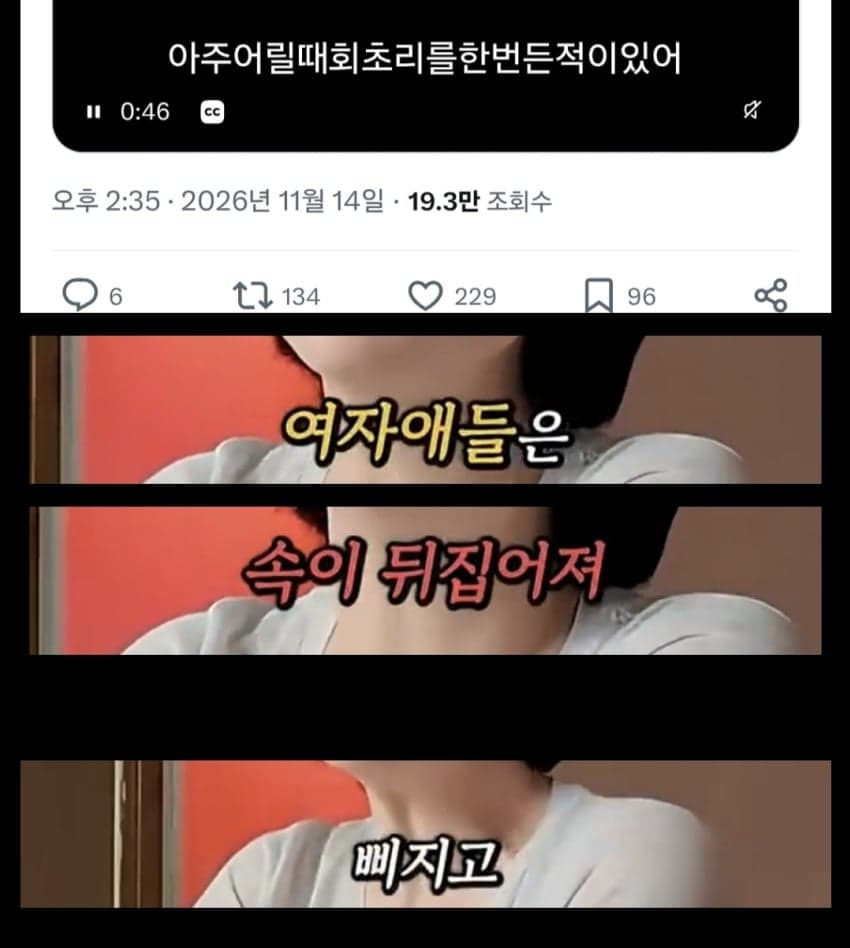 아주어릴때회초리를한번든적이있어
0:46 CC
오후 2:35 · 2026년 11월 14일 · 19.3만 조회수
6 134 229 96
여자애들은
속이 뒤집어져
삐지고